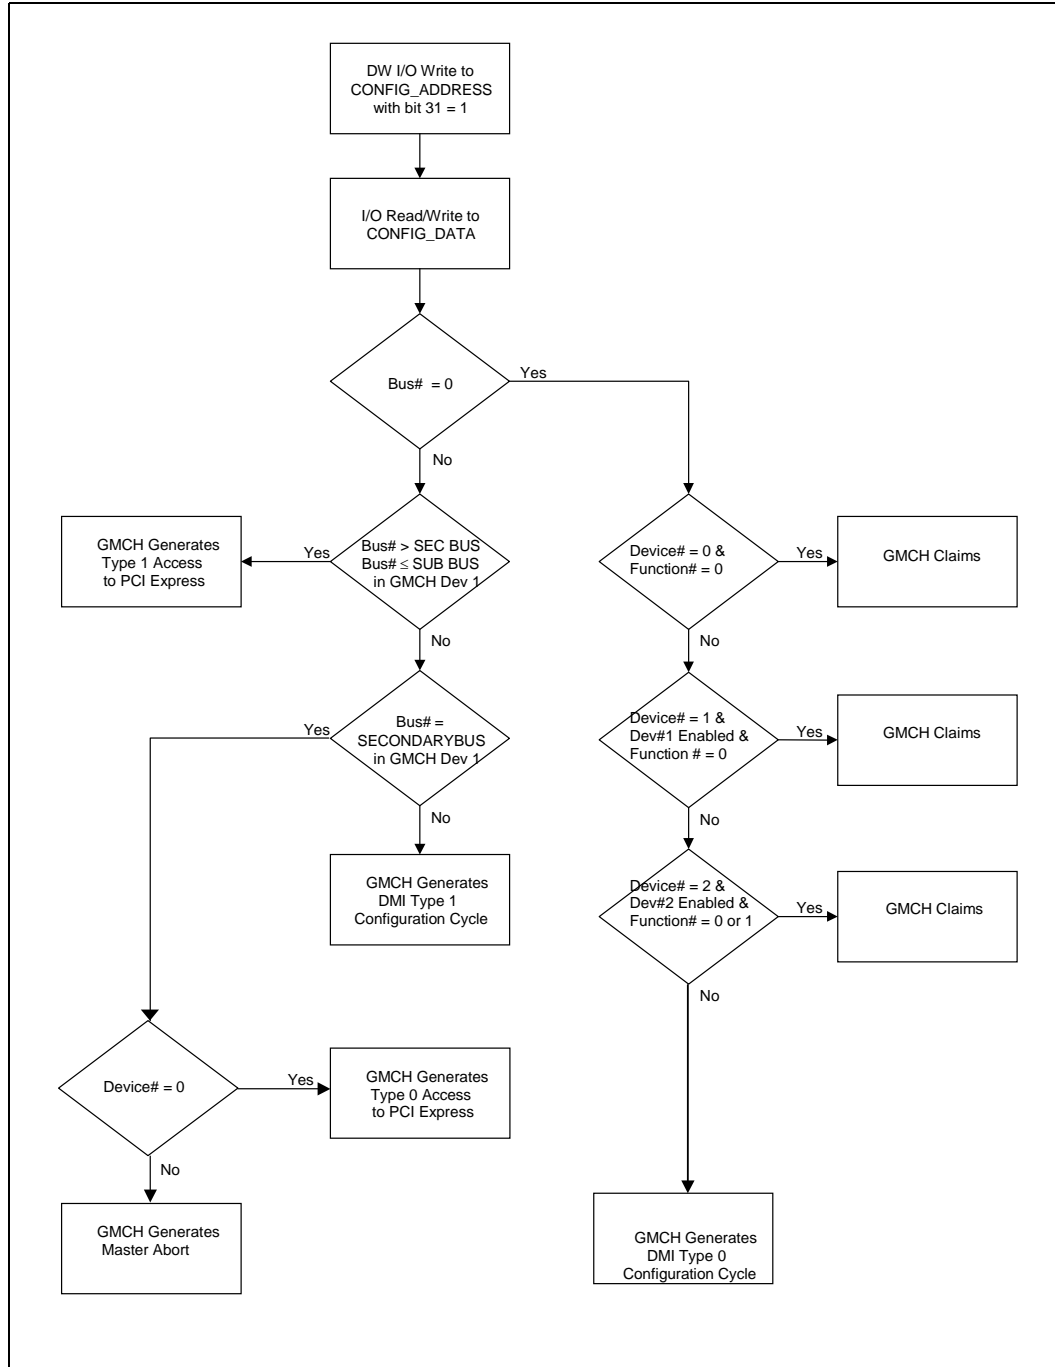 DW I/O Write to
CONFIG_ADDRESS
with bit 31 = 1
I/O Read/Write to
CONFIG_DATA
Bus# = 0
Yes
No
Bus# > SEC BUS
Bus# ≤ SUB BUS
in GMCH Dev 1
Yes
GMCH Generates
Type 1 Access
to PCI Express
No
Bus# =
SECONDARYBUS
in GMCH Dev 1
Yes
No
GMCH Generates
DMI Type 1
Configuration Cycle
Device# = 0
Yes
GMCH Generates
Type 0 Access
to PCI Express
No
GMCH Generates
Master Abort
Device# = 0 &
Function# = 0
Yes
GMCH Claims
No
Device# = 1 &
Dev#1 Enabled &
Function # = 0
Yes
GMCH Claims
No
Device# = 2 &
Dev#2 Enabled &
Function# = 0 or 1
Yes
GMCH Claims
No
GMCH Generates
DMI Type 0
Configuration Cycle